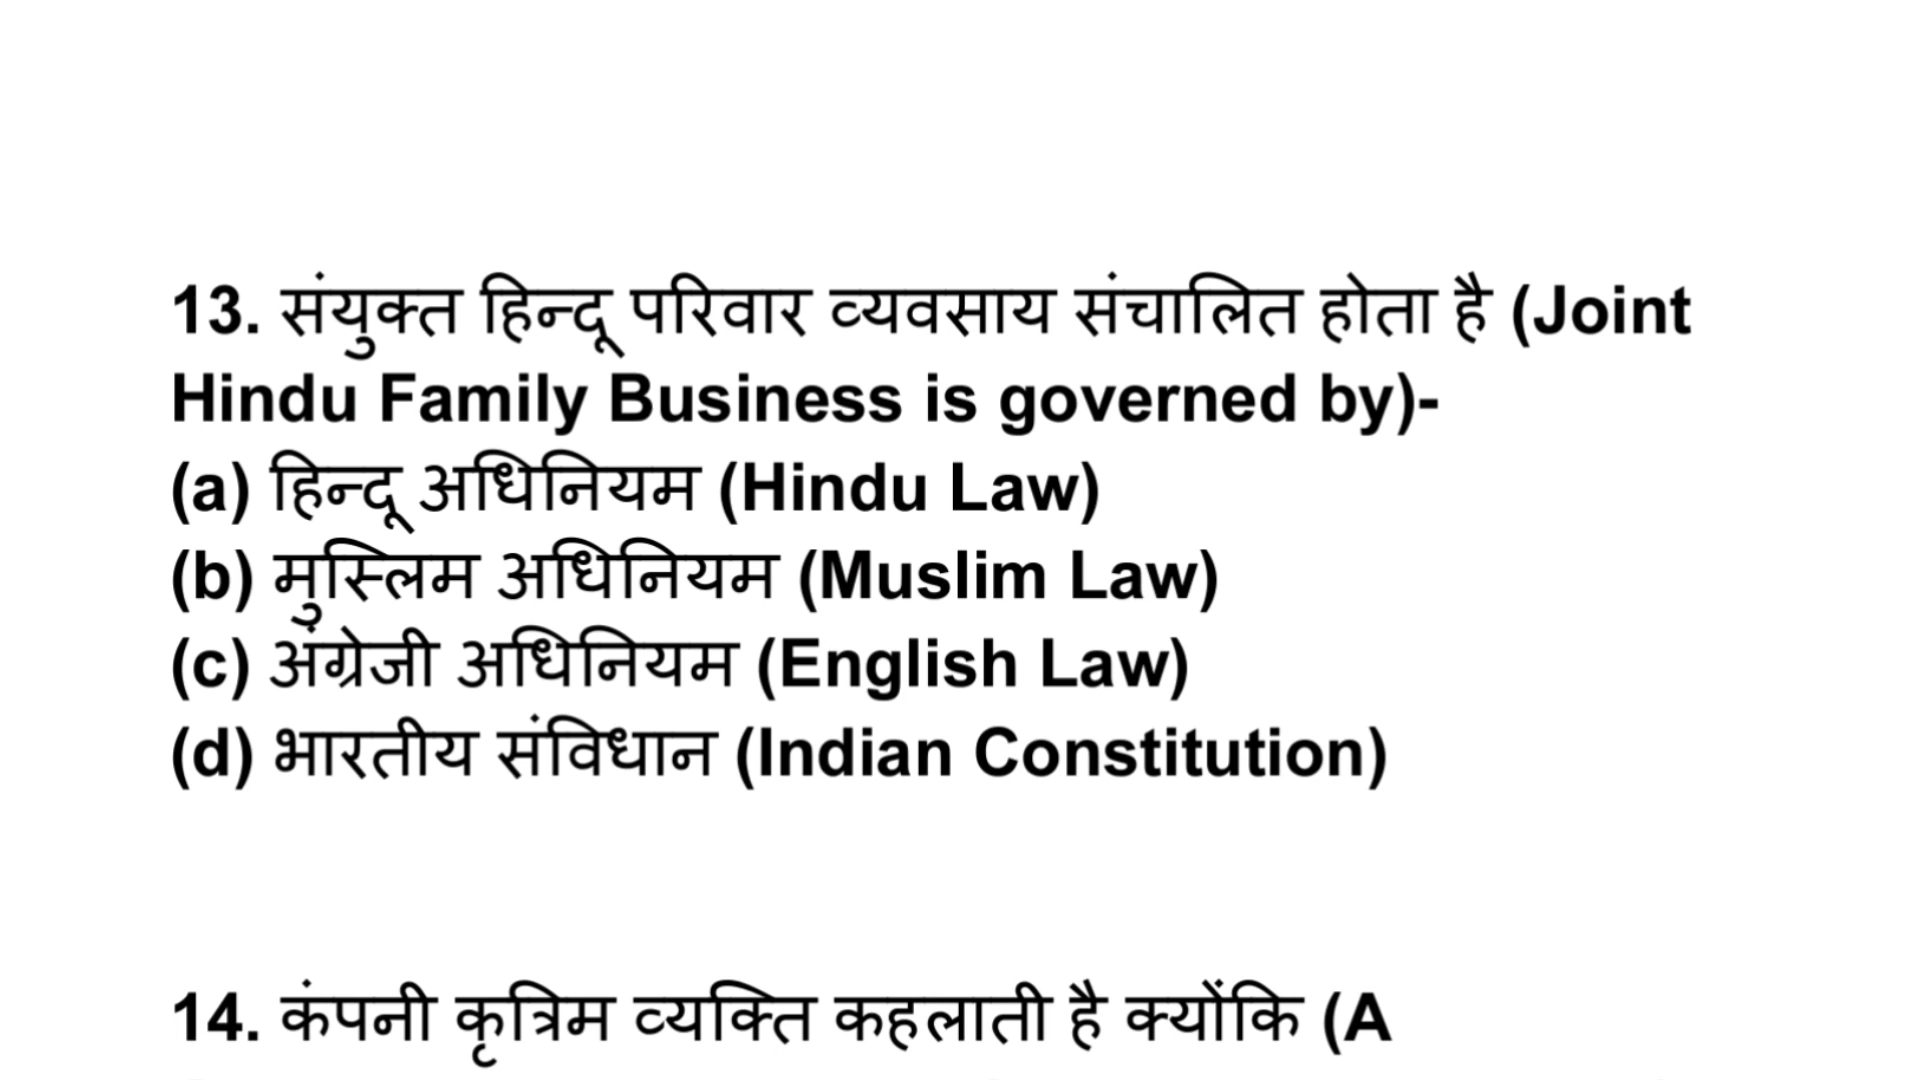 13. संयुक्त हिन्दू परिवार व्यवसाय संचालित होता है (Joint
Hindu Family Business is governed by)-
(a) हिन्दू अधिनियम (Hindu Law)
(b) मुस्लिम अधिनियम (Muslim Law)
(c) अंग्रेजी अधिनियम (English Law)
(d) भारतीय संविधान (Indian Constitution)
14. कंपनी कृत्रिम व्यक्ति कहलाती है क्योंकि (A